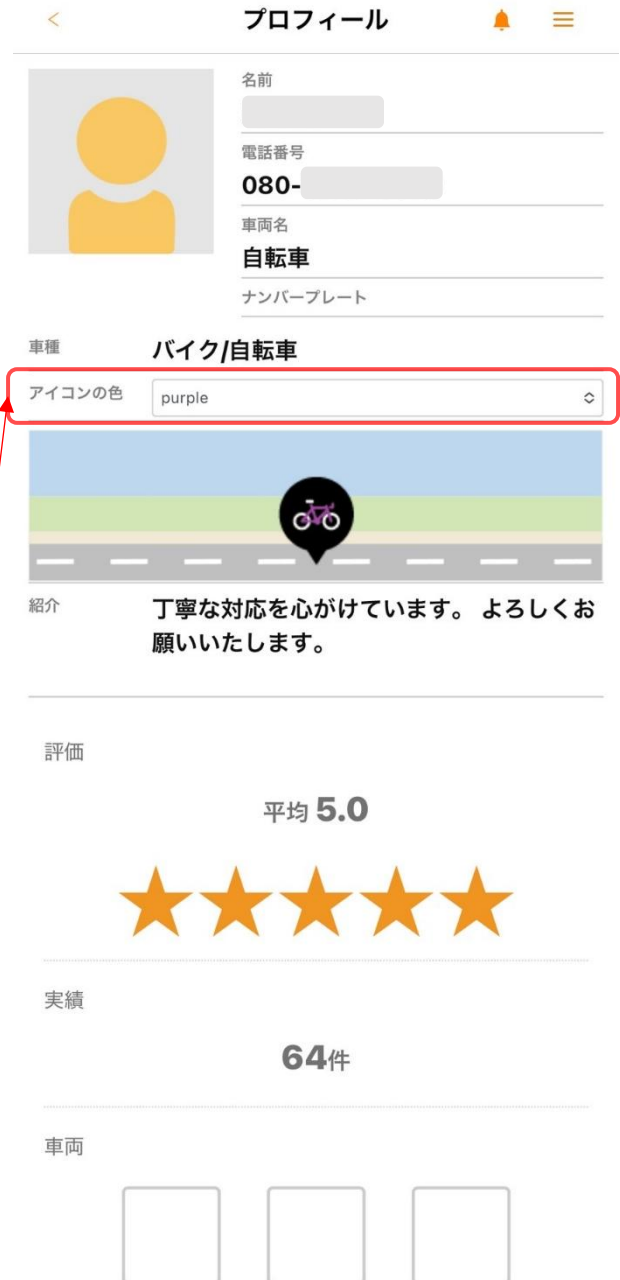 プロフィール
名前
電話番号
080-
車両名
自転車
ナンバープレート
車種 バイク/自転車
アイコンの色 purple
紹介 丁寧な対応を心がけています。 よろしくお
願いいたします。
評価
平均 5.0
実績
64件
車両